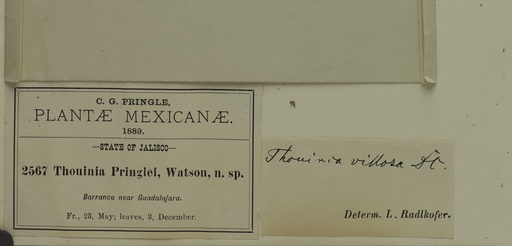 C. G. PRINGLE,
PLANTÆ MEXICANÆ.
1889.
—STATE OF JALISCO—
2567 Thouinia Pringlei, Watson, n. sp.
Barranca near Guadalajara.
Fr., 23, May; leaves, 3, December.
Thouinia villosa DC.
Determ. L. Radlkofer.